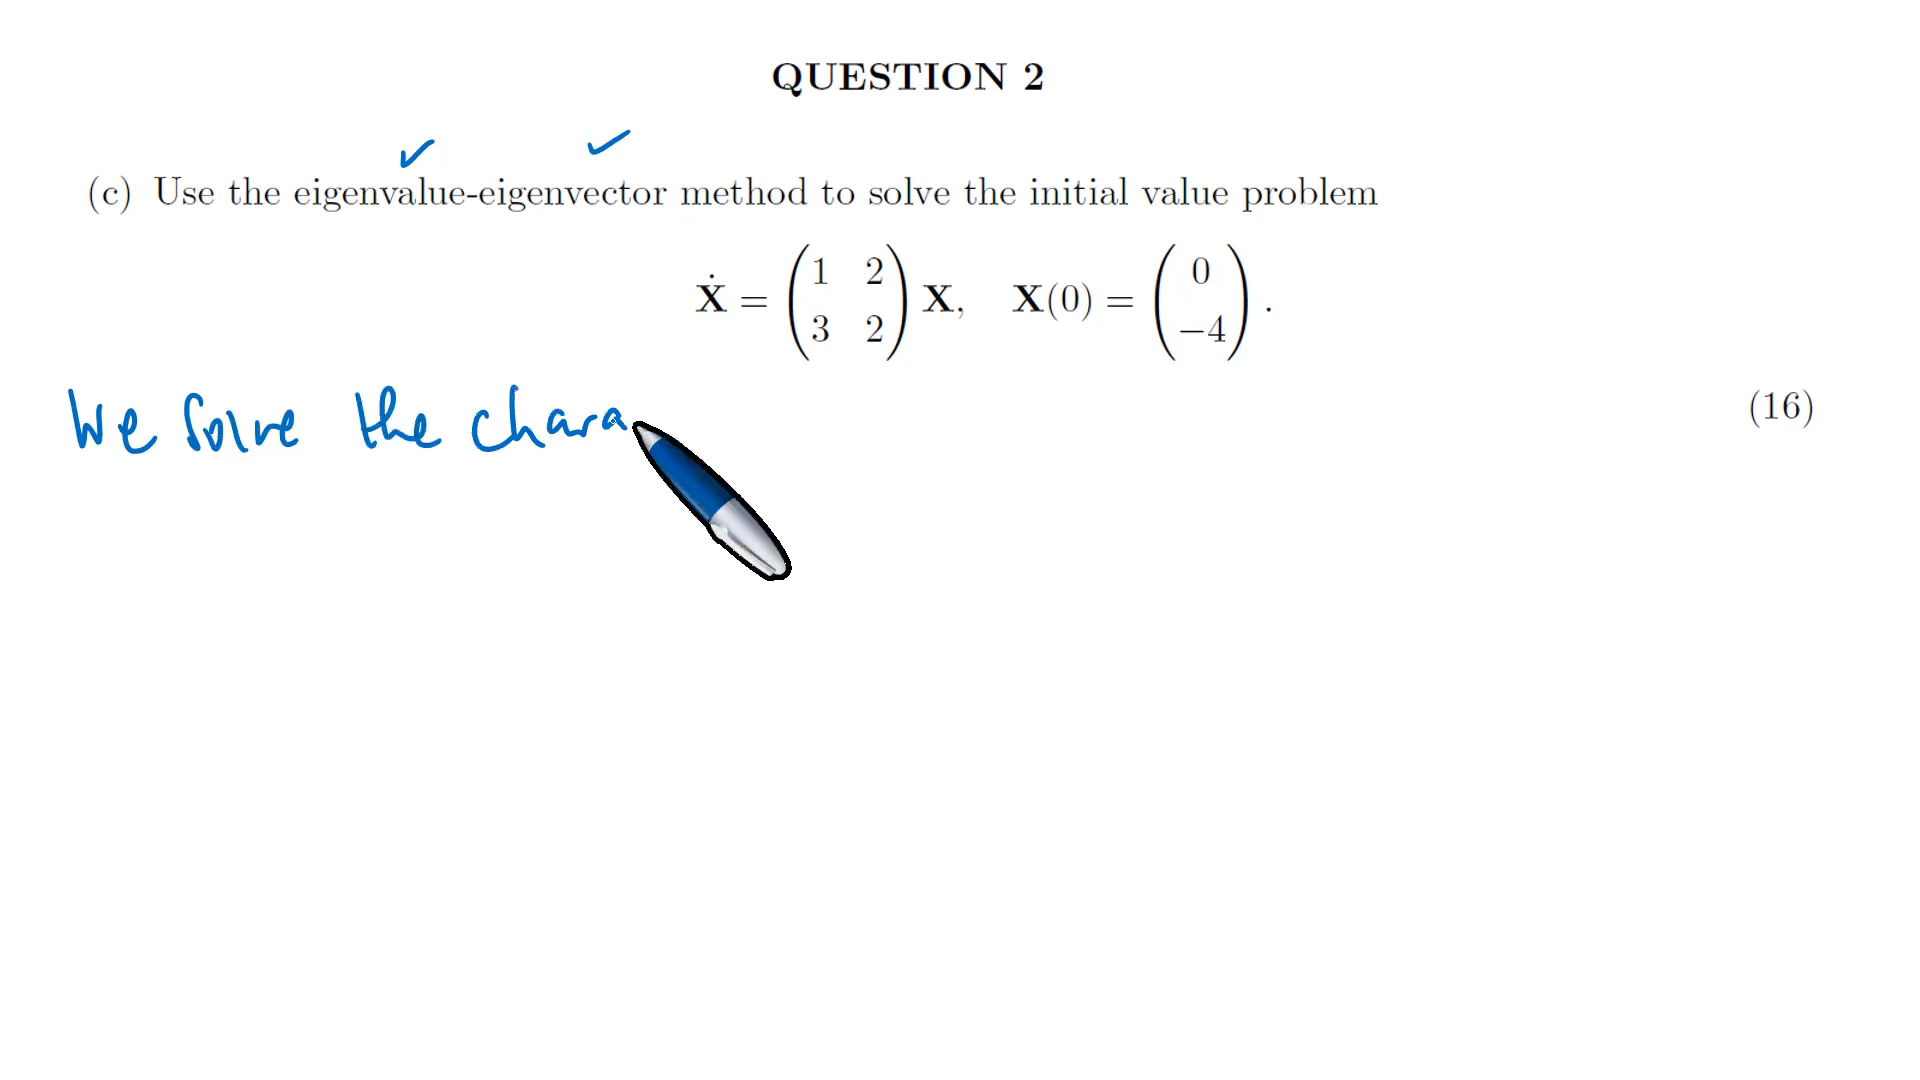 QUESTION 2
(c) Use the eigenvalue-eigenvector method to solve the initial value problem
Ẋ = (1 2; 3 2) X, X(0) = (0; −4).
(16)
We solve the chara